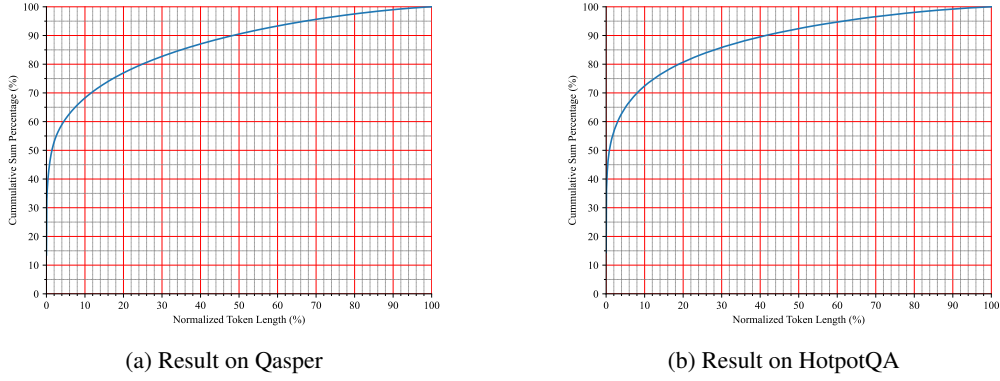 100
90
80
70
60
50
40
30
20
10
0
Cummulative Sum Percentage (%)
0 10 20 30 40 50 60 70 80 90 100
Normalized Token Length (%)
(a) Result on Qasper
100
90
80
70
60
50
40
30
20
10
0
Cummulative Sum Percentage (%)
0 10 20 30 40 50 60 70 80 90 100
Normalized Token Length (%)
(b) Result on HotpotQA